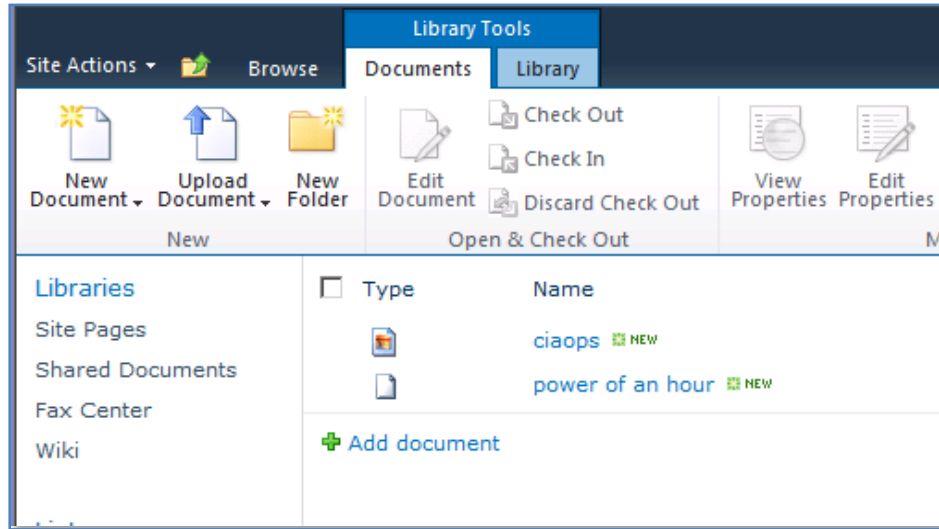 Library Tools
Site Actions Browse Documents Library
New Document Upload Document New Folder Edit Document Check Out View Properties Edit Properties
Check In
Discard Check Out
New Open & Check Out M
Libraries Type Name
Site Pages ciaops NEW
Shared Documents power of an hour NEW
Fax Center
Wiki Add document